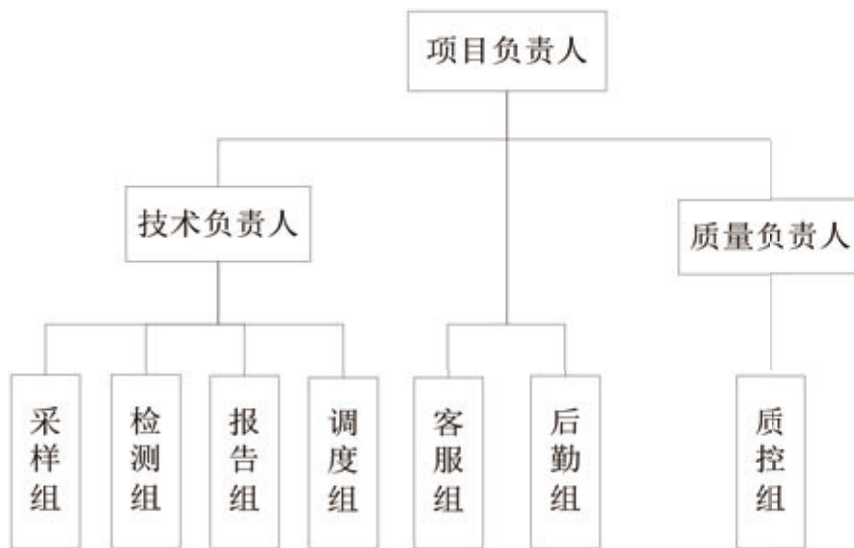 项目负责人
技术负责人
质量负责人
采样组
检测组
报告组
调度组
客服组
后勤组
质控组